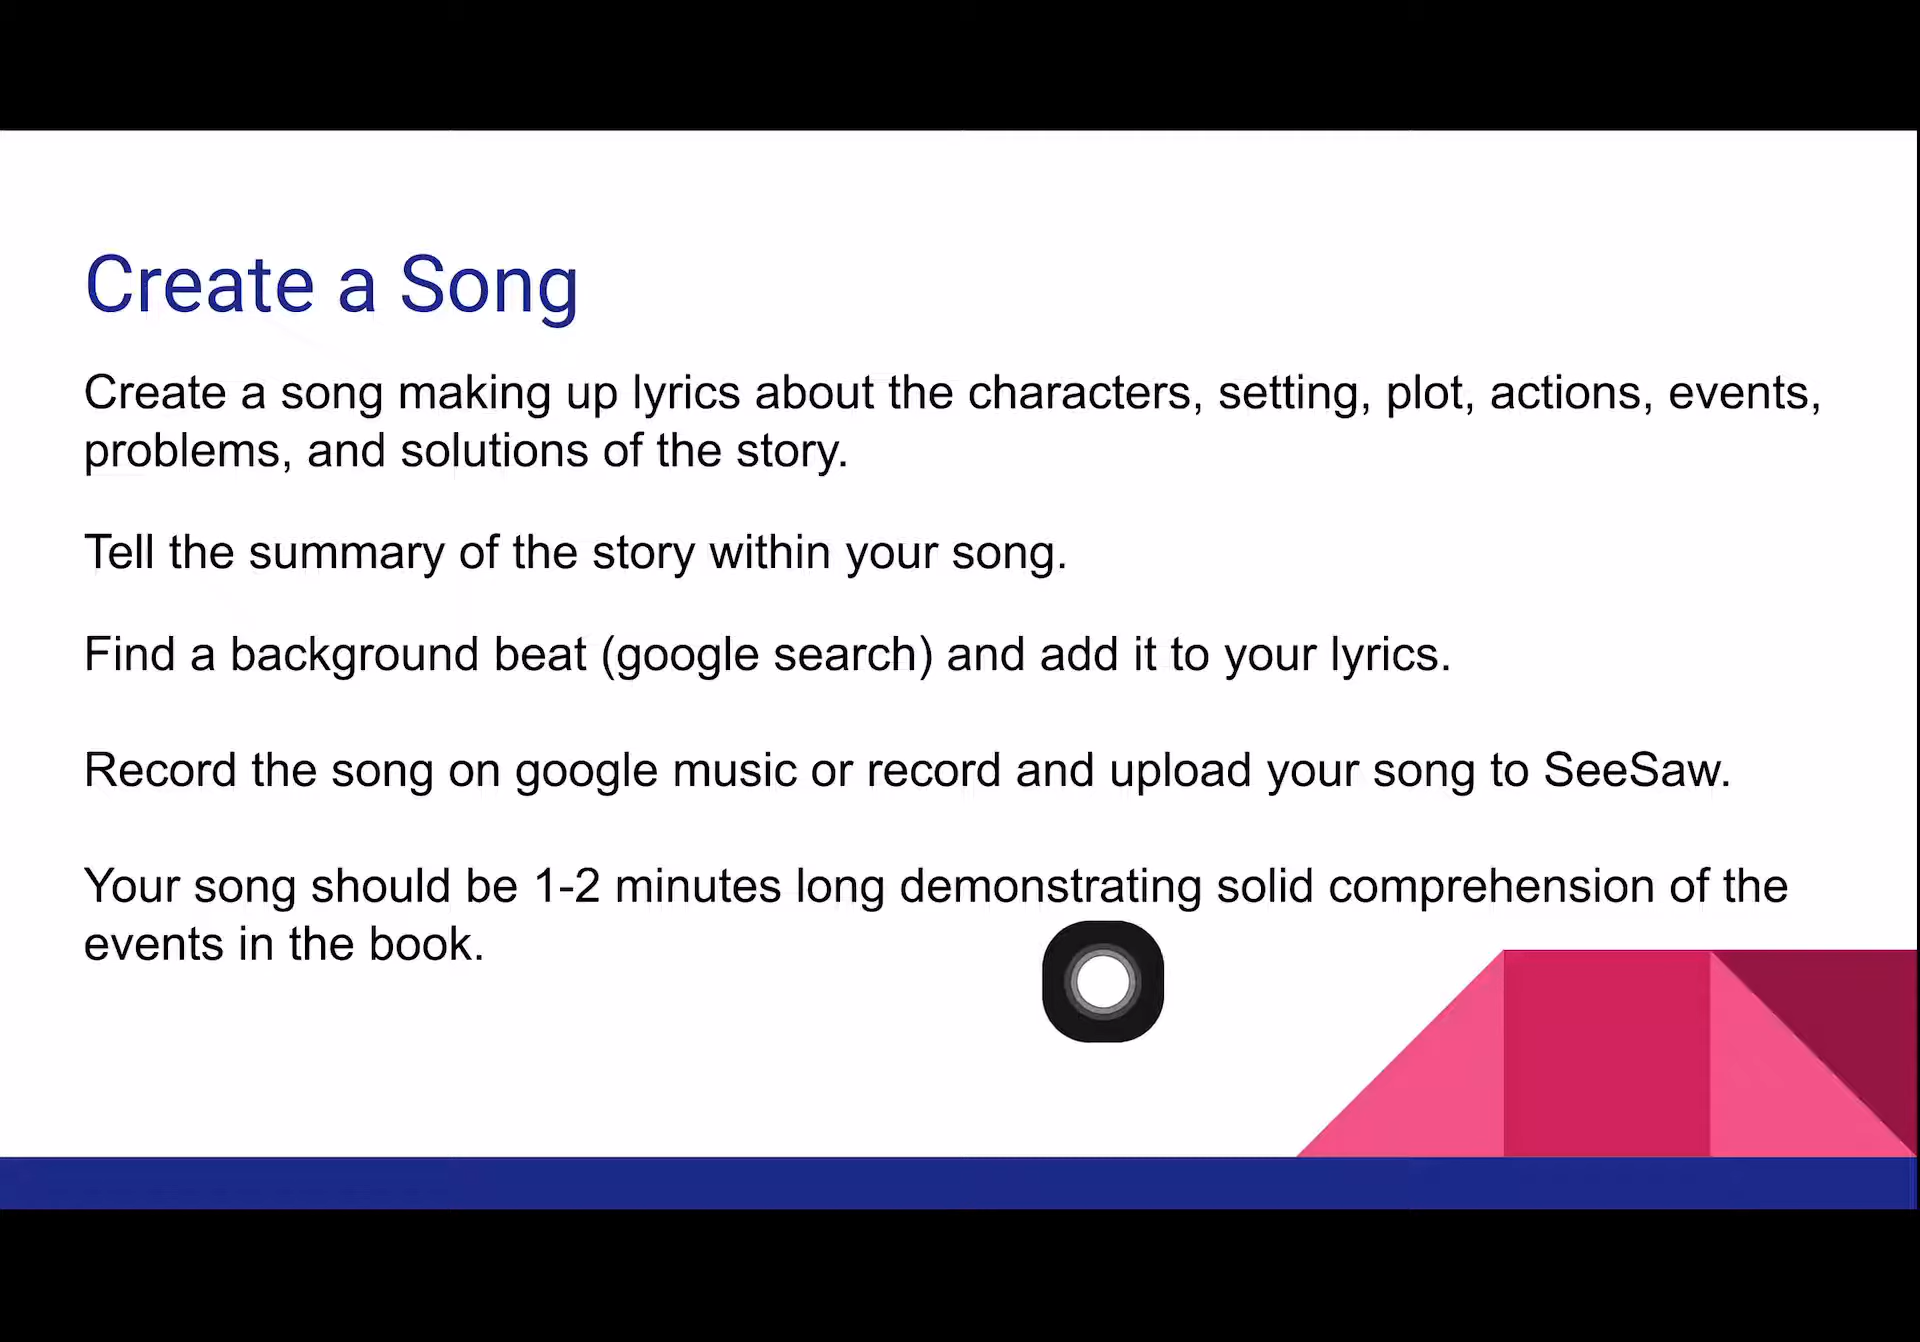 Create a Song
Create a song making up lyrics about the characters, setting, plot, actions, events,
problems, and solutions of the story.
Tell the summary of the story within your song.
Find a background beat (google search) and add it to your lyrics.
Record the song on google music or record and upload your song to SeeSaw.
Your song should be 1-2 minutes long demonstrating solid comprehension of the
events in the book.